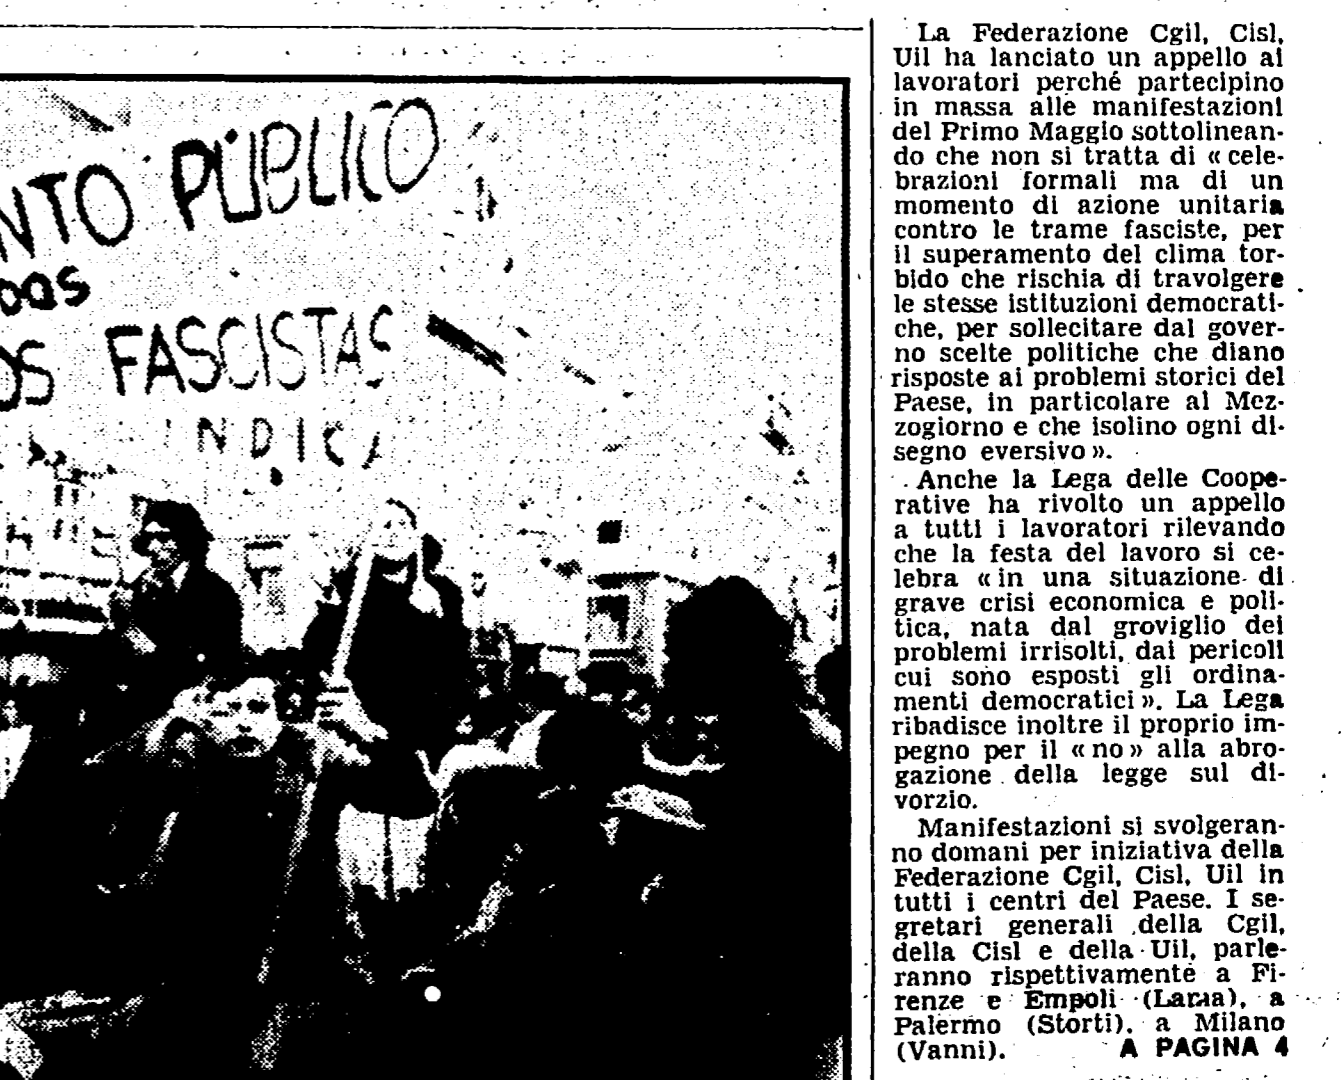 NTO PÚBLICO
DOS
OS FASCISTAS
INDICI
La Federazione Cgil, Cisl,
Uil ha lanciato un appello ai
lavoratori perché partecipino
in massa alle manifestazioni
del Primo Maggio sottolinean-
do che non si tratta di « cele-
brazioni formali ma di un
momento di azione unitaria
contro le trame fasciste, per
il superamento del clima tor-
bido che rischia di travolgere
le stesse istituzioni democrati-
che, per sollecitare dal gover-
no scelte politiche che diano
risposte ai problemi storici del
Paese, in particolare al Mez-
zogiorno e che isolino ogni di-
segno eversivo ».
Anche la Lega delle Coope-
rative ha rivolto un appello
a tutti i lavoratori rilevando
che la festa del lavoro si ce-
lebra « in una situazione di
grave crisi economica e poli-
tica, nata dal groviglio dei
problemi irrisolti, dai pericoli
cui sono esposti gli ordina-
menti democratici ». La Lega
ribadisce inoltre il proprio im-
pegno per il « no » alla abro-
gazione della legge sul di-
vorzio.
Manifestazioni si svolgeran-
no domani per iniziativa della
Federazione Cgil, Cisl, Uil in
tutti i centri del Paese. I se-
gretari generali della Cgil,
della Cisl e della Uil, parle-
ranno rispettivamente a Fi-
renze e Empoli (Lama), a
Palermo (Storti), a Milano
(Vanni). A PAGINA 4